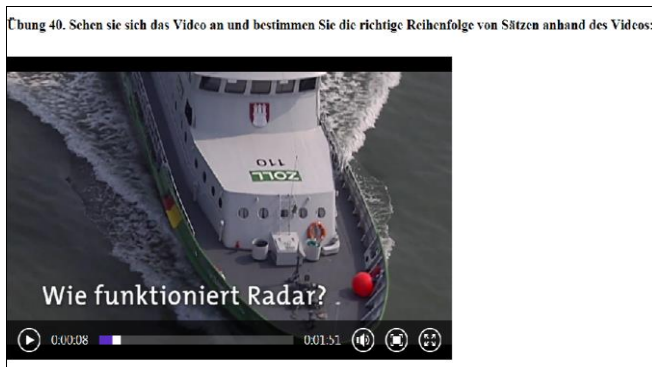 Übung 40. Sehen sie sich das Video an und bestimmen Sie die richtige Reihenfolge von Sätzen anhand des Videos:
110
ZOLL
Wie funktioniert Radar?
0:00:08
0:01:51